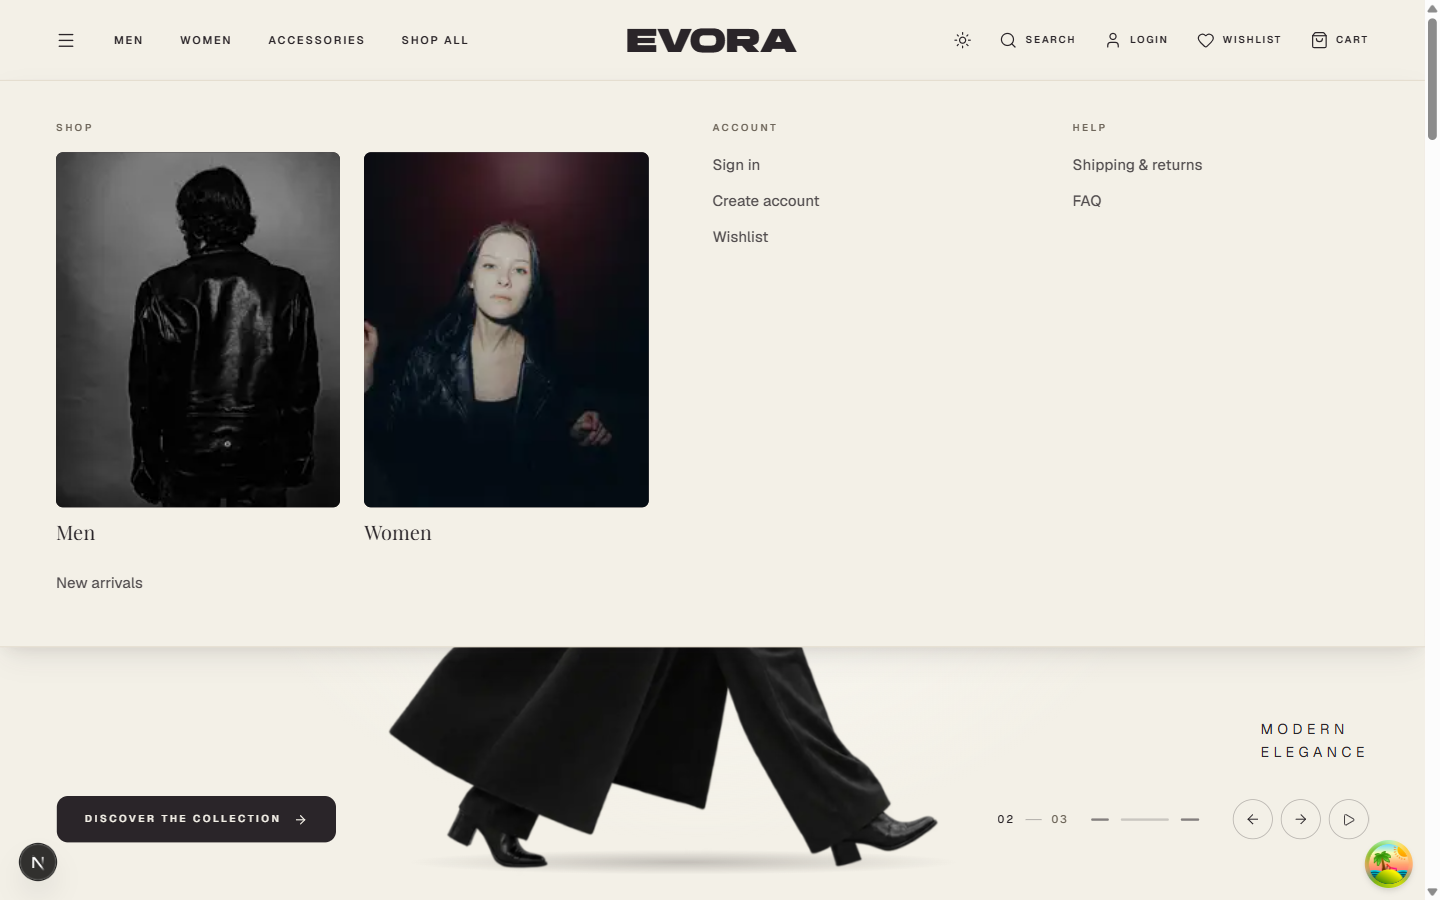 MEN WOMEN ACCESSORIES SHOP ALL EVORA SEARCH LOGIN WISHLIST CART
SHOP
Men
Women
New arrivals
ACCOUNT
Sign in
Create account
Wishlist
HELP
Shipping & returns
FAQ
MODERN
ELEGANCE
DISCOVER THE COLLECTION
02 — 03
N